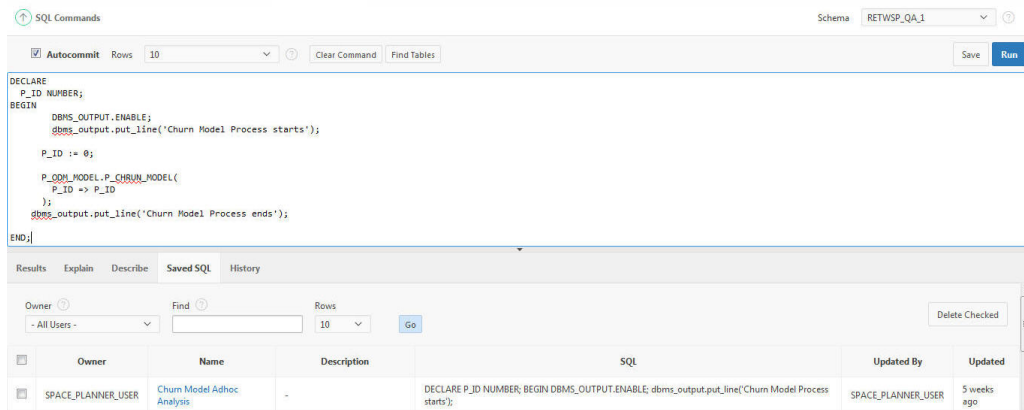 SQL Commands
Schema RETWSP_QA_1
Autocommit Rows 10 Clear Command Find Tables Save Run
DECLARE
P_ID NUMBER;
BEGIN
DBMS_OUTPUT.ENABLE;
dbms_output.put_line('Churn Model Process starts');
P_ID := 0;
P_ODM_MODEL.P_CHRUN_MODEL(
P_ID => P_ID
);
dbms_output.put_line('Churn Model Process ends');
END;
Results Explain Describe Saved SQL History
Owner Find Rows
- All Users - 10 Go Delete Checked
Owner Name Description SQL Updated By Updated
SPACE_PLANNER_USER Churn Model Adhoc Analysis - DECLARE P_ID NUMBER; BEGIN DBMS_OUTPUT.ENABLE; dbms_output.put_line('Churn Model Process starts'); SPACE_PLANNER_USER 5 weeks ago